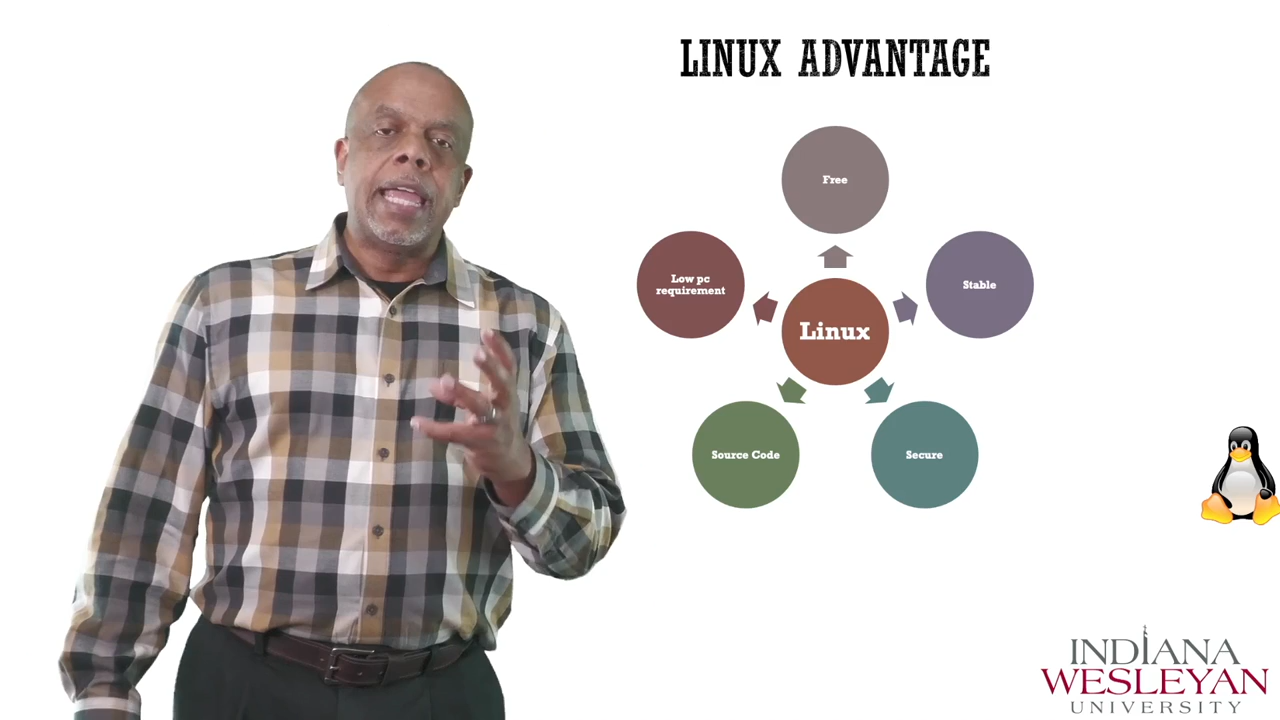 LINUX ADVANTAGE
Free
Low pc
requirement
Stable
Linux
Source Code
Secure
INDIANA
WESLEYAN
UNIVERSITY